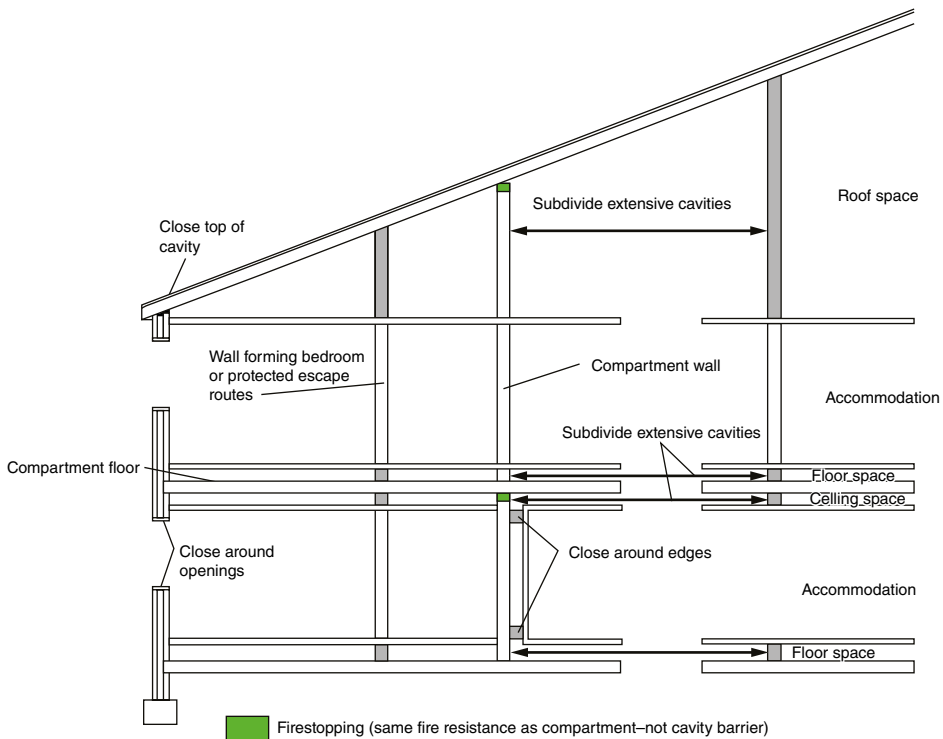 Roof space
Subdivide extensive cavities
Close top of
cavity
Wall forming bedroom
or protected escape
routes
Compartment wall
Accommodation
Subdivide extensive cavities
Compartment floor
Floor space
Celling space
Close around
openings
Close around edges
Accommodation
Floor space
Firestopping (same fire resistance as compartment–not cavity barrier)